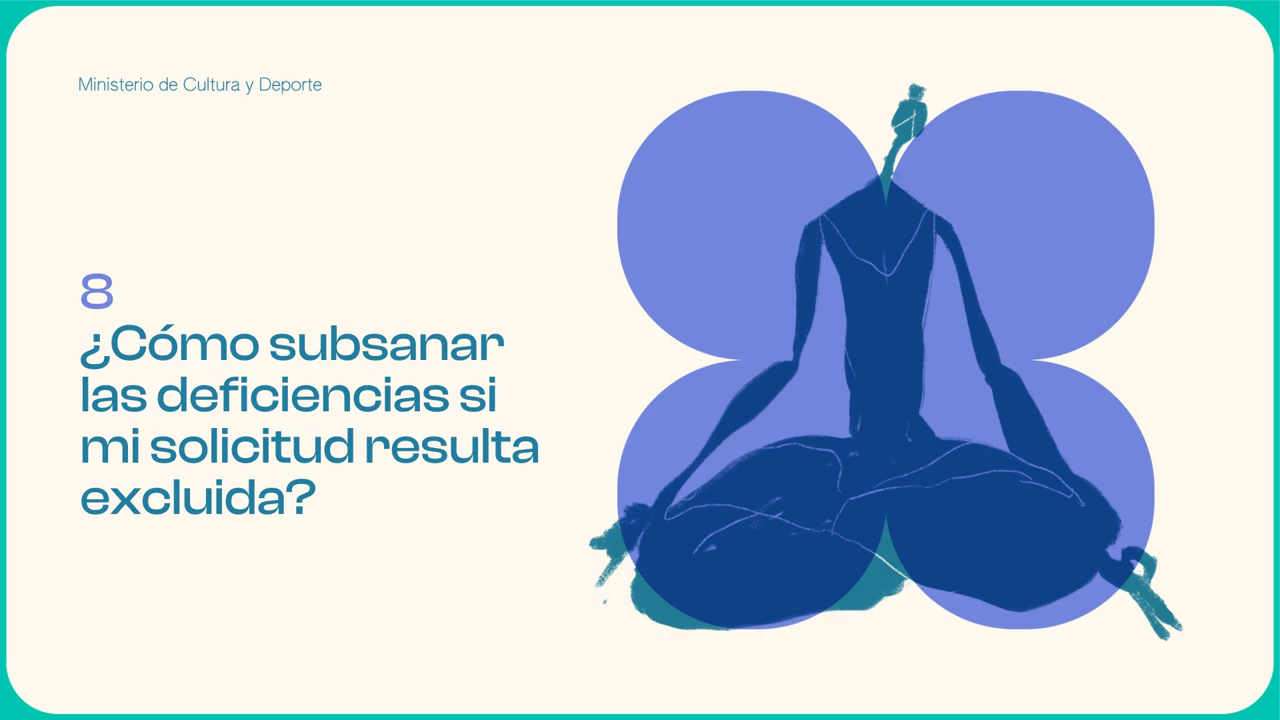 Ministerio de Cultura y Deporte
8
¿Cómo subsanar
las deficiencias si
mi solicitud resulta
excluida?